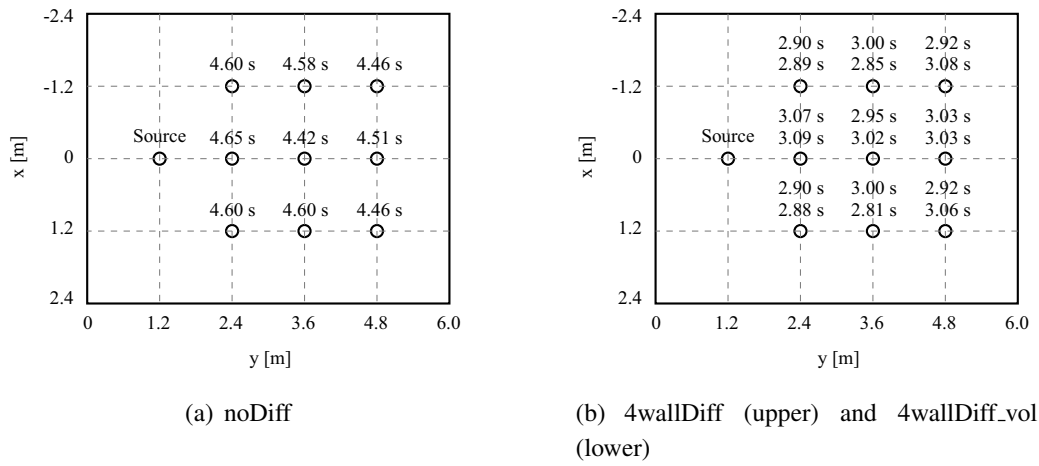 -2.4
4.60 s 4.58 s 4.46 s
-1.2
Source 4.65 s 4.42 s 4.51 s
0
4.60 s 4.60 s 4.46 s
1.2
2.4
0 1.2 2.4 3.6 4.8 6.0
x [m]
y [m]
(a) noDiff
-2.4
2.90 s 3.00 s 2.92 s
2.89 s 2.85 s 3.08 s
-1.2
3.07 s 2.95 s 3.03 s
Source 3.09 s 3.02 s 3.03 s
0
2.90 s 3.00 s 2.92 s
2.88 s 2.81 s 3.06 s
1.2
2.4
0 1.2 2.4 3.6 4.8 6.0
x [m]
y [m]
(b) 4wallDiff (upper) and 4wallDiff_vol
(lower)